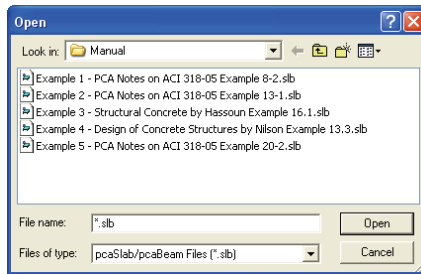 Open
Look in: Manual
Example 1 - PCA Notes on ACI 318-05 Example 8-2.slb
Example 2 - PCA Notes on ACI 318-05 Example 13-1.slb
Example 3 - Structural Concrete by Hassoun Example 16.1.slb
Example 4 - Design of Concrete Structures by Nilson Example 13.3.slb
Example 5 - PCA Notes on ACI 318-05 Example 20-2.slb
File name: *.slb Open
Files of type: pcaSlab/pcaBeam Files (*.slb) Cancel